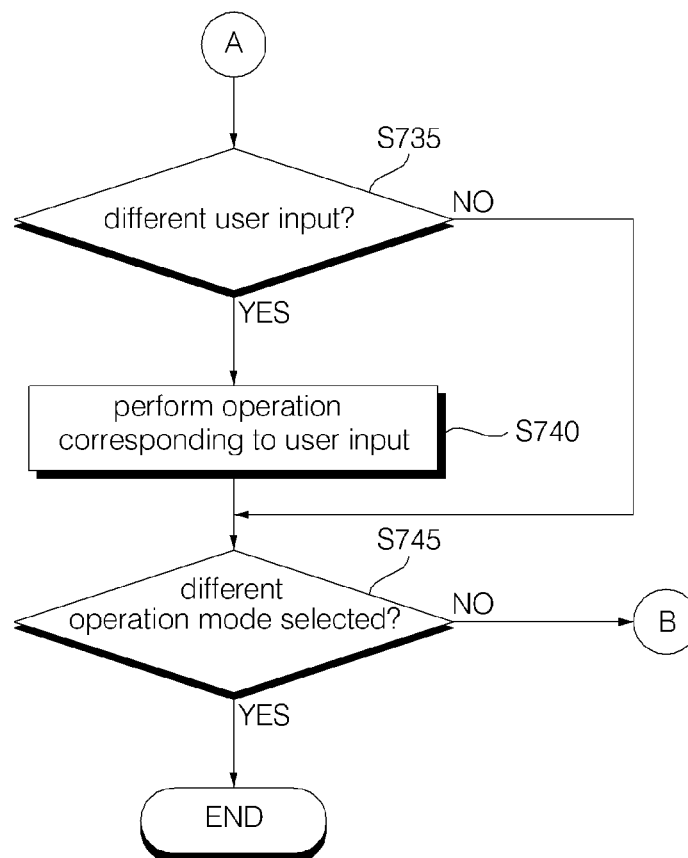 A
S735
different user input?
NO
YES
perform operation
corresponding to user input
S740
S745
different
operation mode selected?
NO
B
YES
END